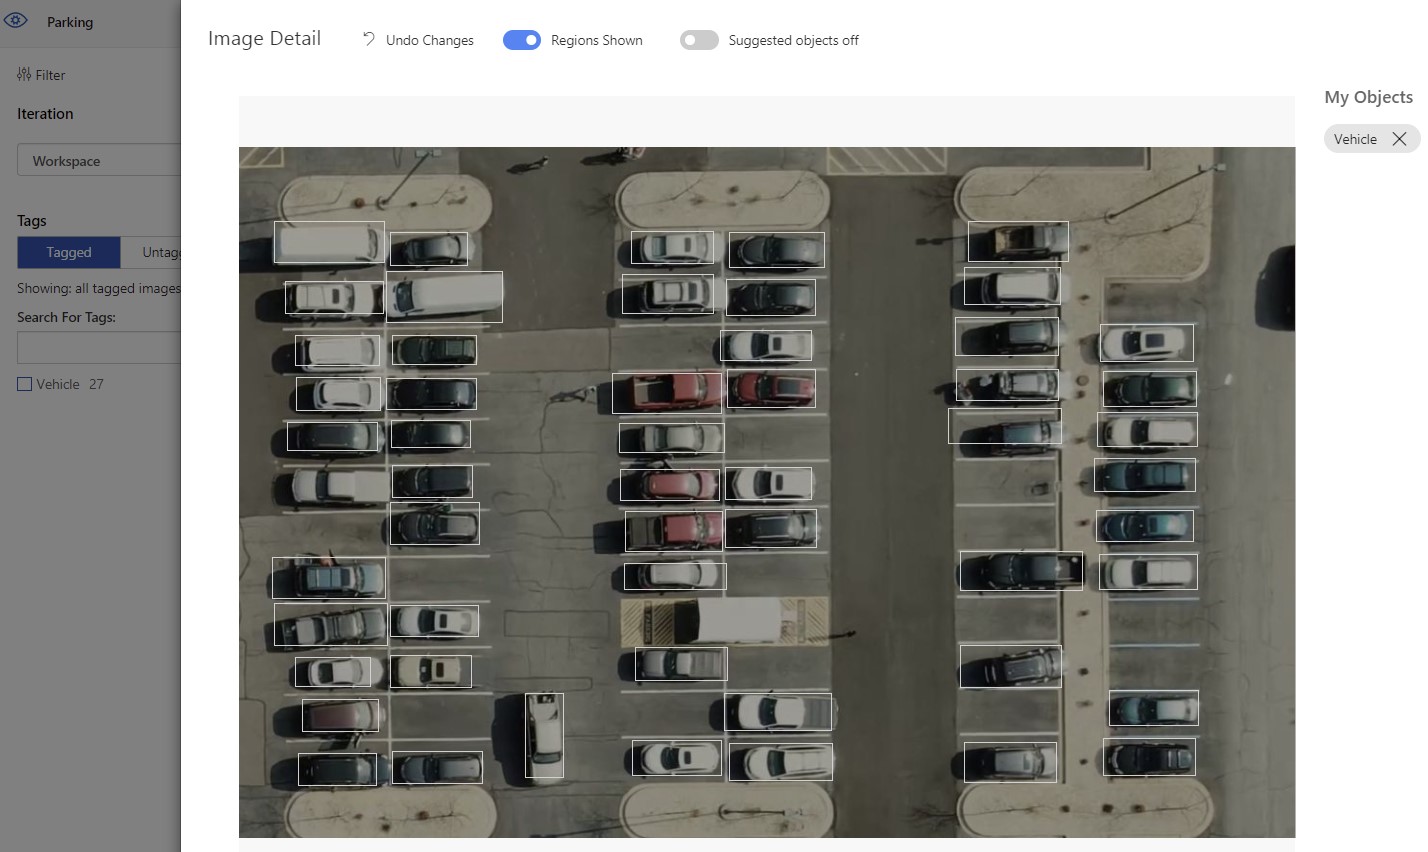 Parking
Image Detail
Undo Changes
Regions Shown
Suggested objects off
Filter
My Objects
Iteration
Vehicle
Workspace
Tags
Tagged
Untag
Showing: all tagged images
Search For Tags:
Vehicle 27